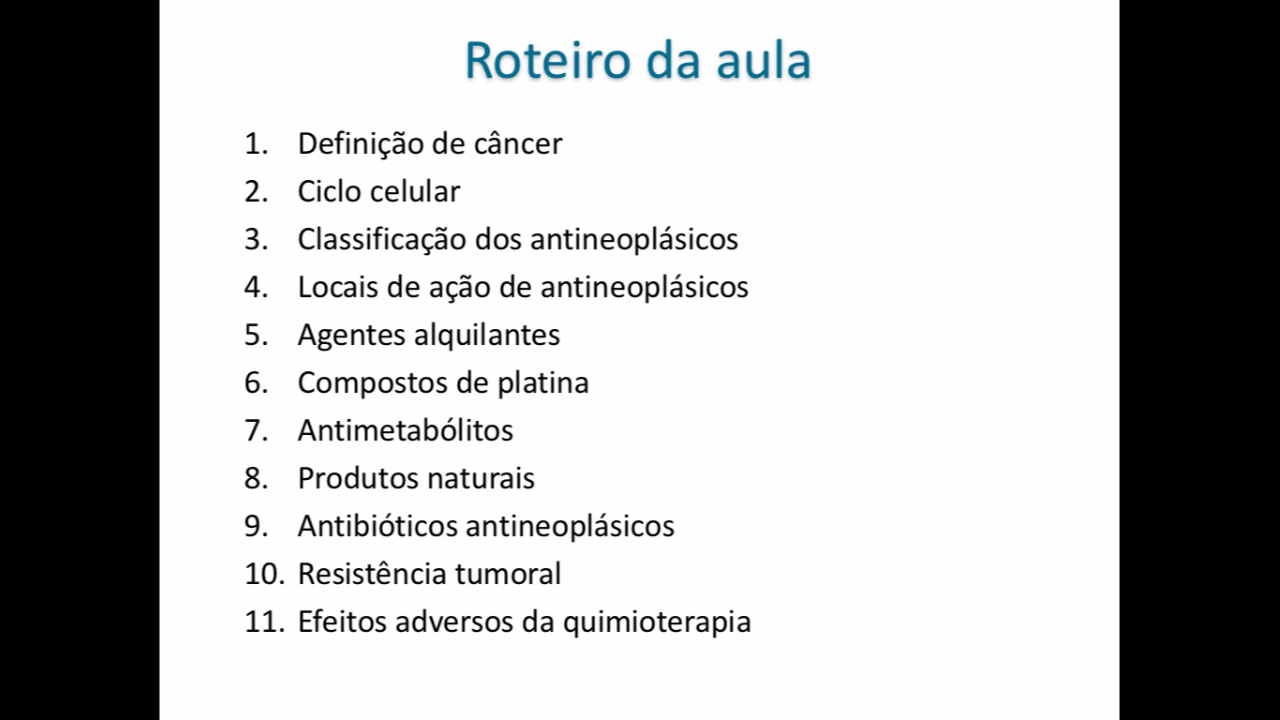 Roteiro da aula
1. Definição de câncer
2. Ciclo celular
3. Classificação dos antineoplásicos
4. Locais de ação de antineoplásicos
5. Agentes alquilantes
6. Compostos de platina
7. Antimetabólitos
8. Produtos naturais
9. Antibióticos antineoplásicos
10. Resistência tumoral
11. Efeitos adversos da quimioterapia